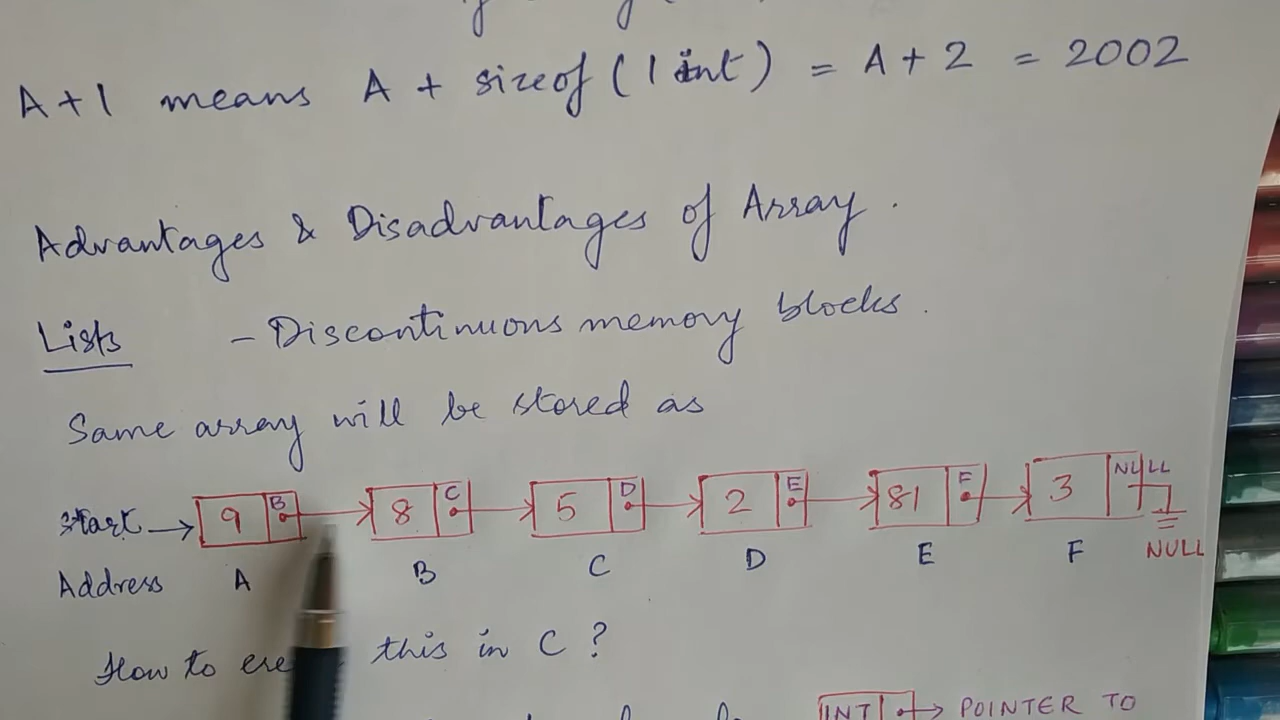 A+1 means A + sizeof (1 int) = A+2 = 2002
Advantages & Disadvantages of Array.
Lists - Discontinuous memory blocks.
Same array will be stored as
Start → 9 B 8 C 5 D 2 E 81 F 3 NULL
NULL
Address A B C D E F
How to this in C ?
INT → POINTER TO